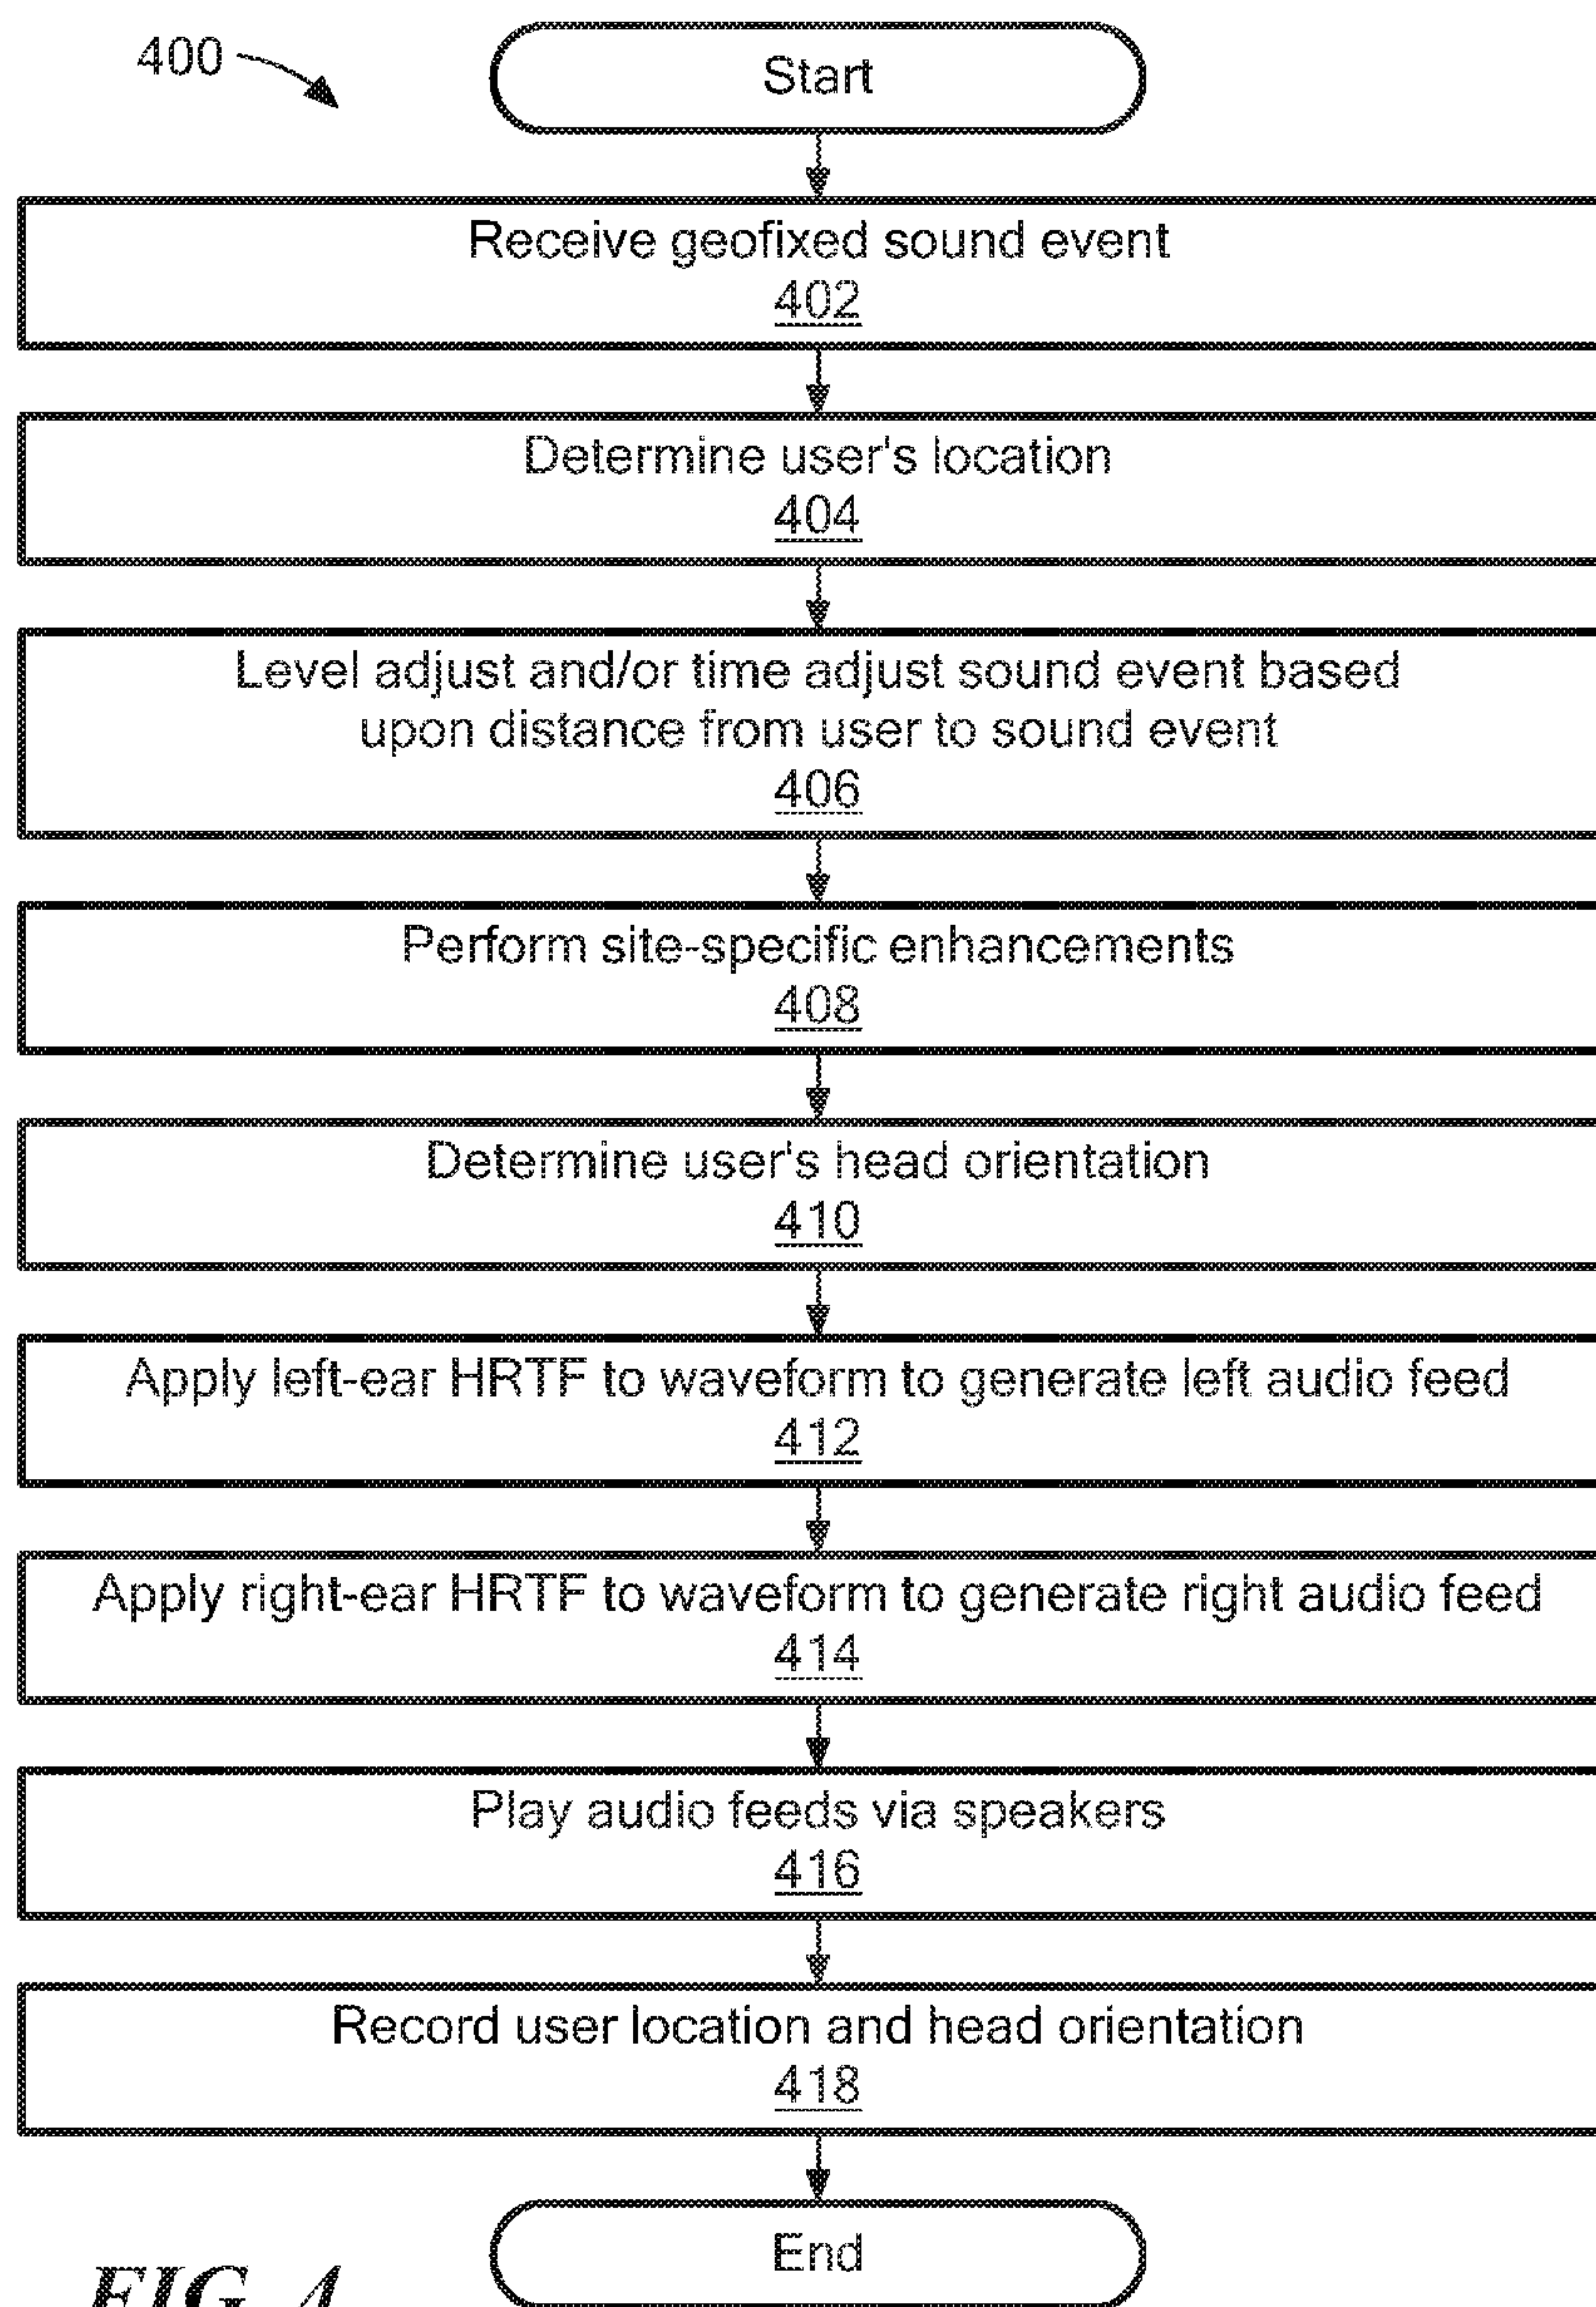 400
Start
Receive geofixed sound event
402
Determine user's location
404
Level adjust and/or time adjust sound event based
upon distance from user to sound event
406
Perform site-specific enhancements
408
Determine user's head orientation
410
Apply left-ear HRTF to waveform to generate left audio feed
412
Apply right-ear HRTF to waveform to generate right audio feed
414
Play audio feeds via speakers
416
Record user location and head orientation
418
End
FIG. 4